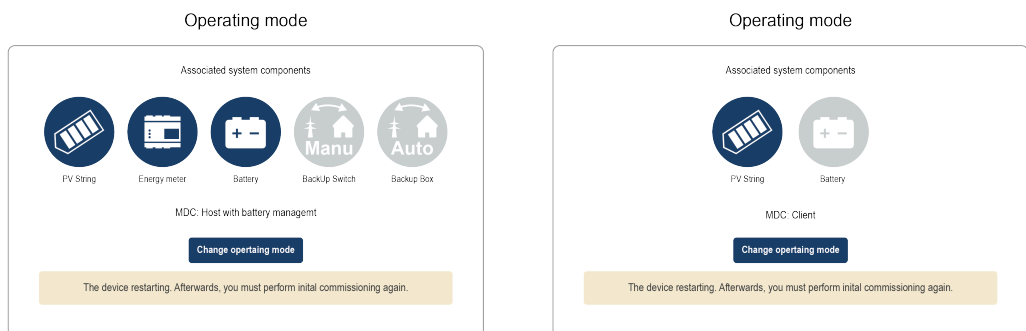 Operating mode
Associated system components
Manu
Auto
PV String
Energy meter
Battery
BackUp Switch
Backup Box
MDC: Host with battery managemt
Change opertaing mode
The device restarting. Afterwards, you must perform inital commissioning again.
Operating mode
Associated system components
PV String
Battery
MDC: Client
Change opertaing mode
The device restarting. Afterwards, you must perform inital commissioning again.